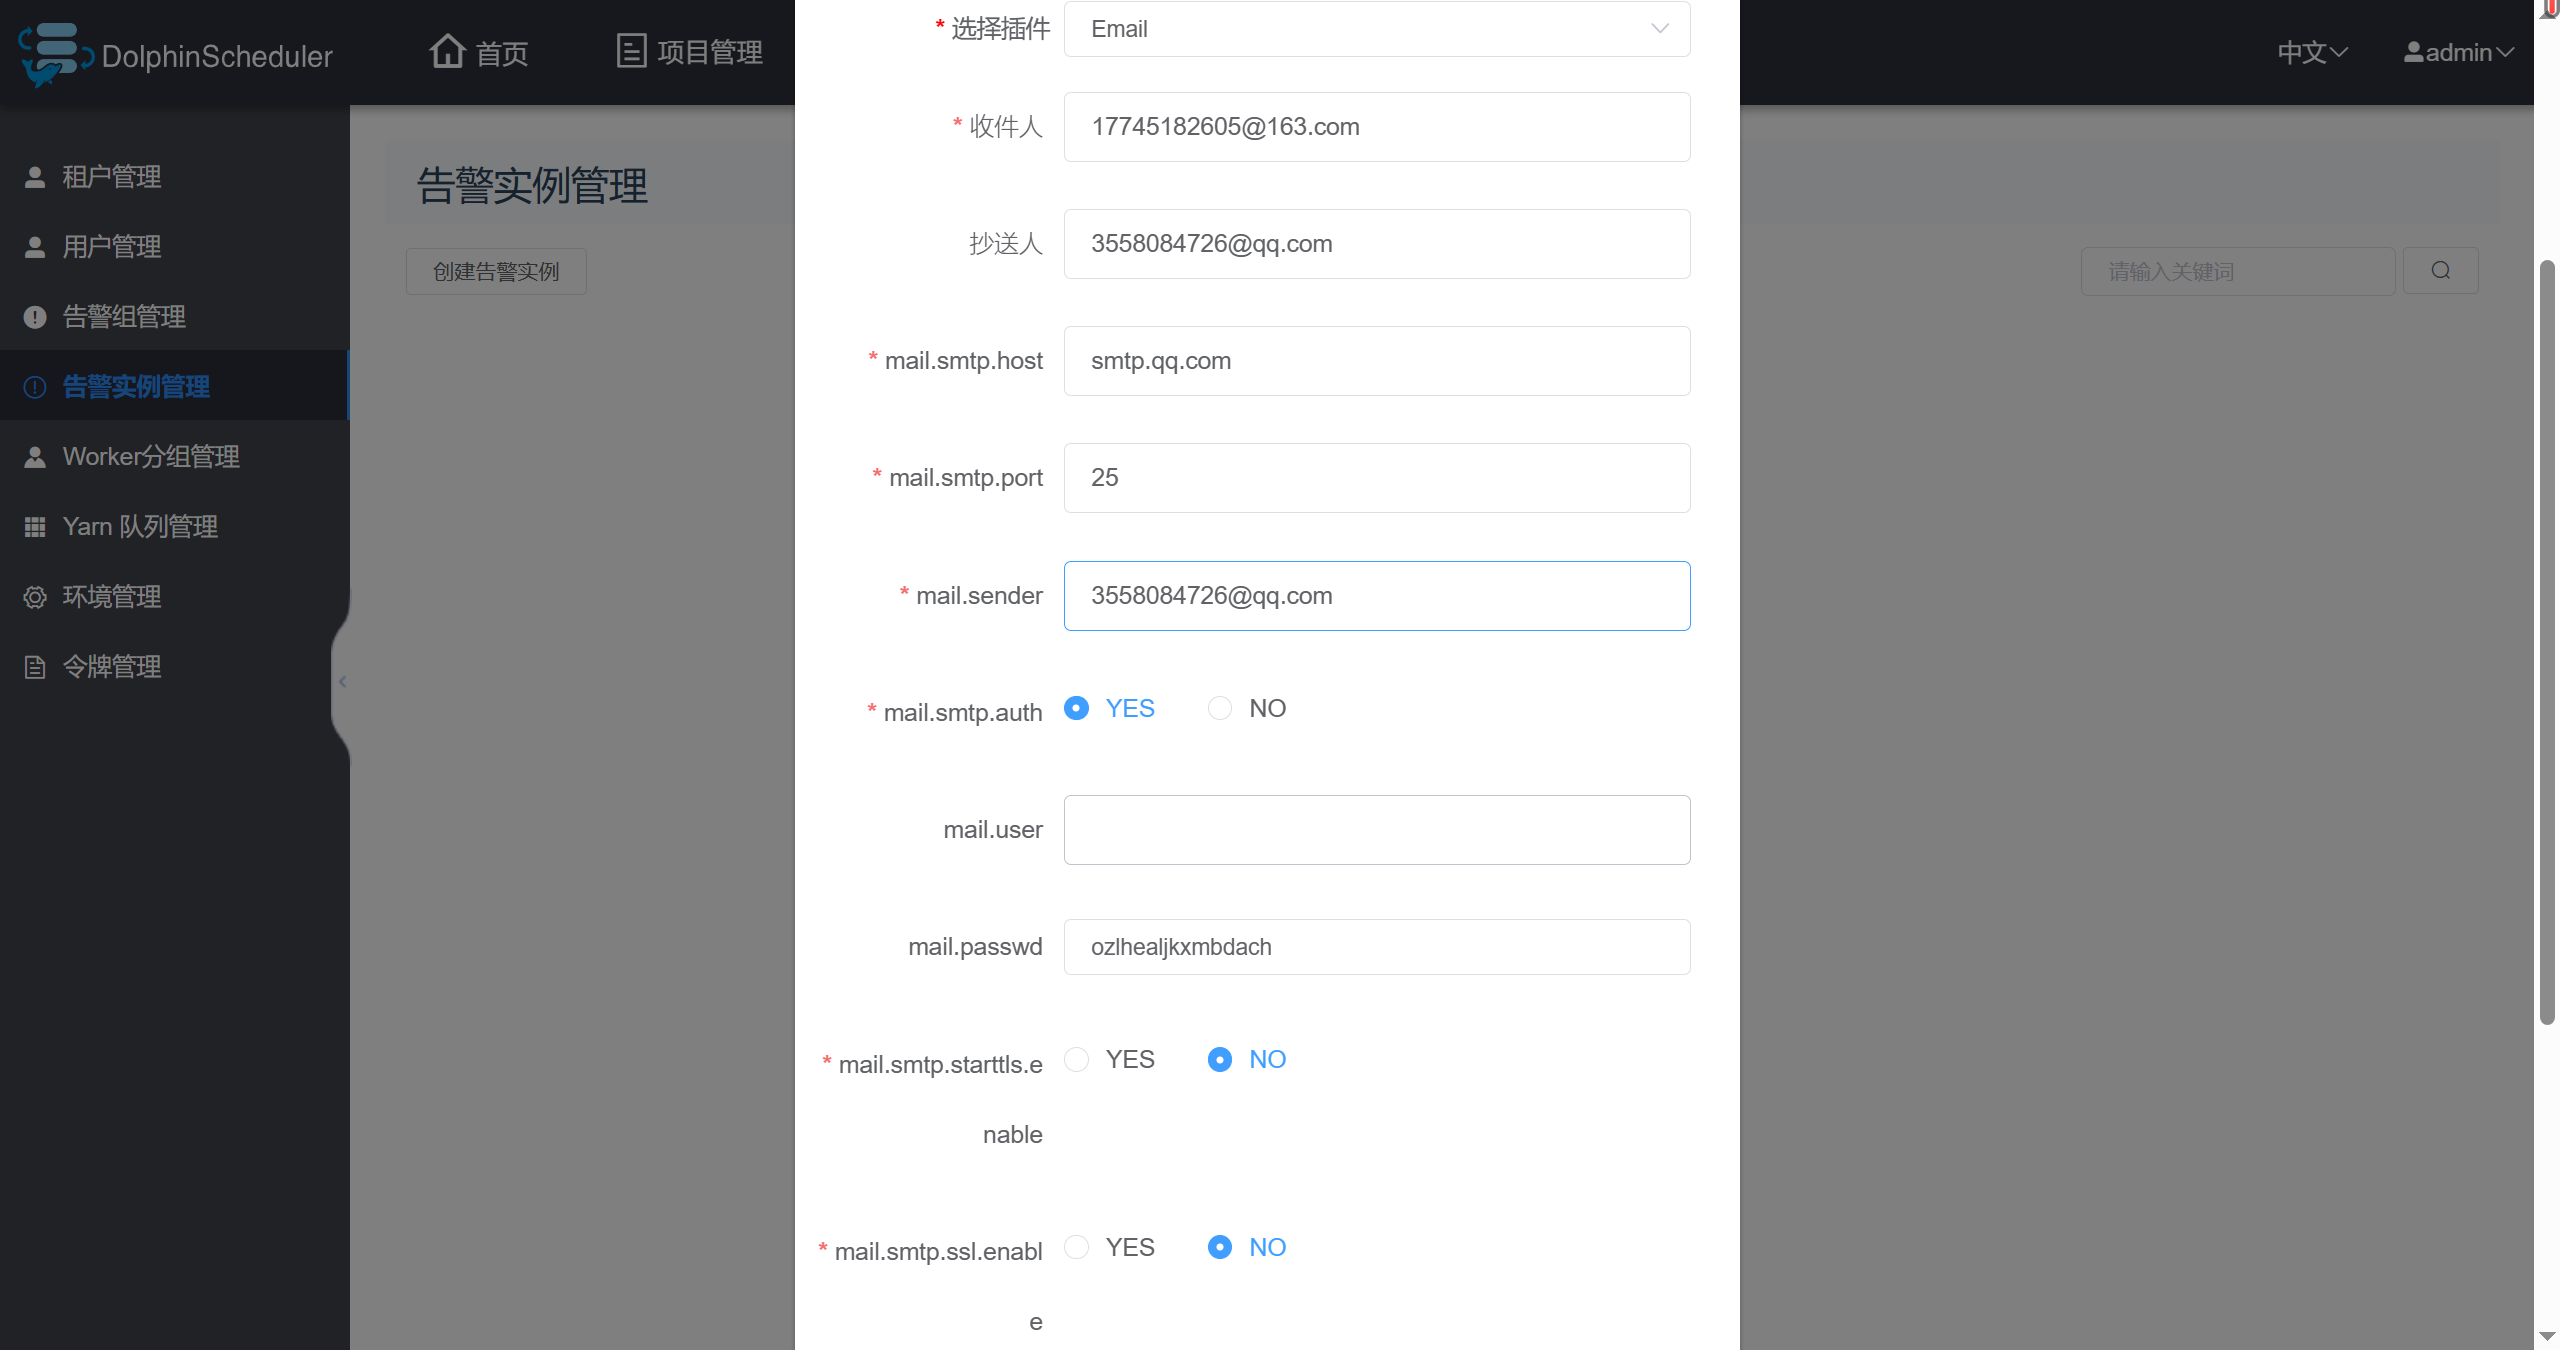 DolphinScheduler
首页
项目管理
中文
admin
租户管理
用户管理
告警组管理
告警实例管理
Worker分组管理
Yarn 队列管理
环境管理
令牌管理
告警实例管理
创建告警实例
请输入关键词
* 选择插件
Email
* 收件人
17745182605@163.com
抄送人
3558084726@qq.com
* mail.smtp.host
smtp.qq.com
* mail.smtp.port
25
* mail.sender
3558084726@qq.com
* mail.smtp.auth
YES NO
mail.user
mail.passwd
ozlhealjkxmbdach
* mail.smtp.starttls.e
nable
YES NO
* mail.smtp.ssl.enabl
e
YES NO